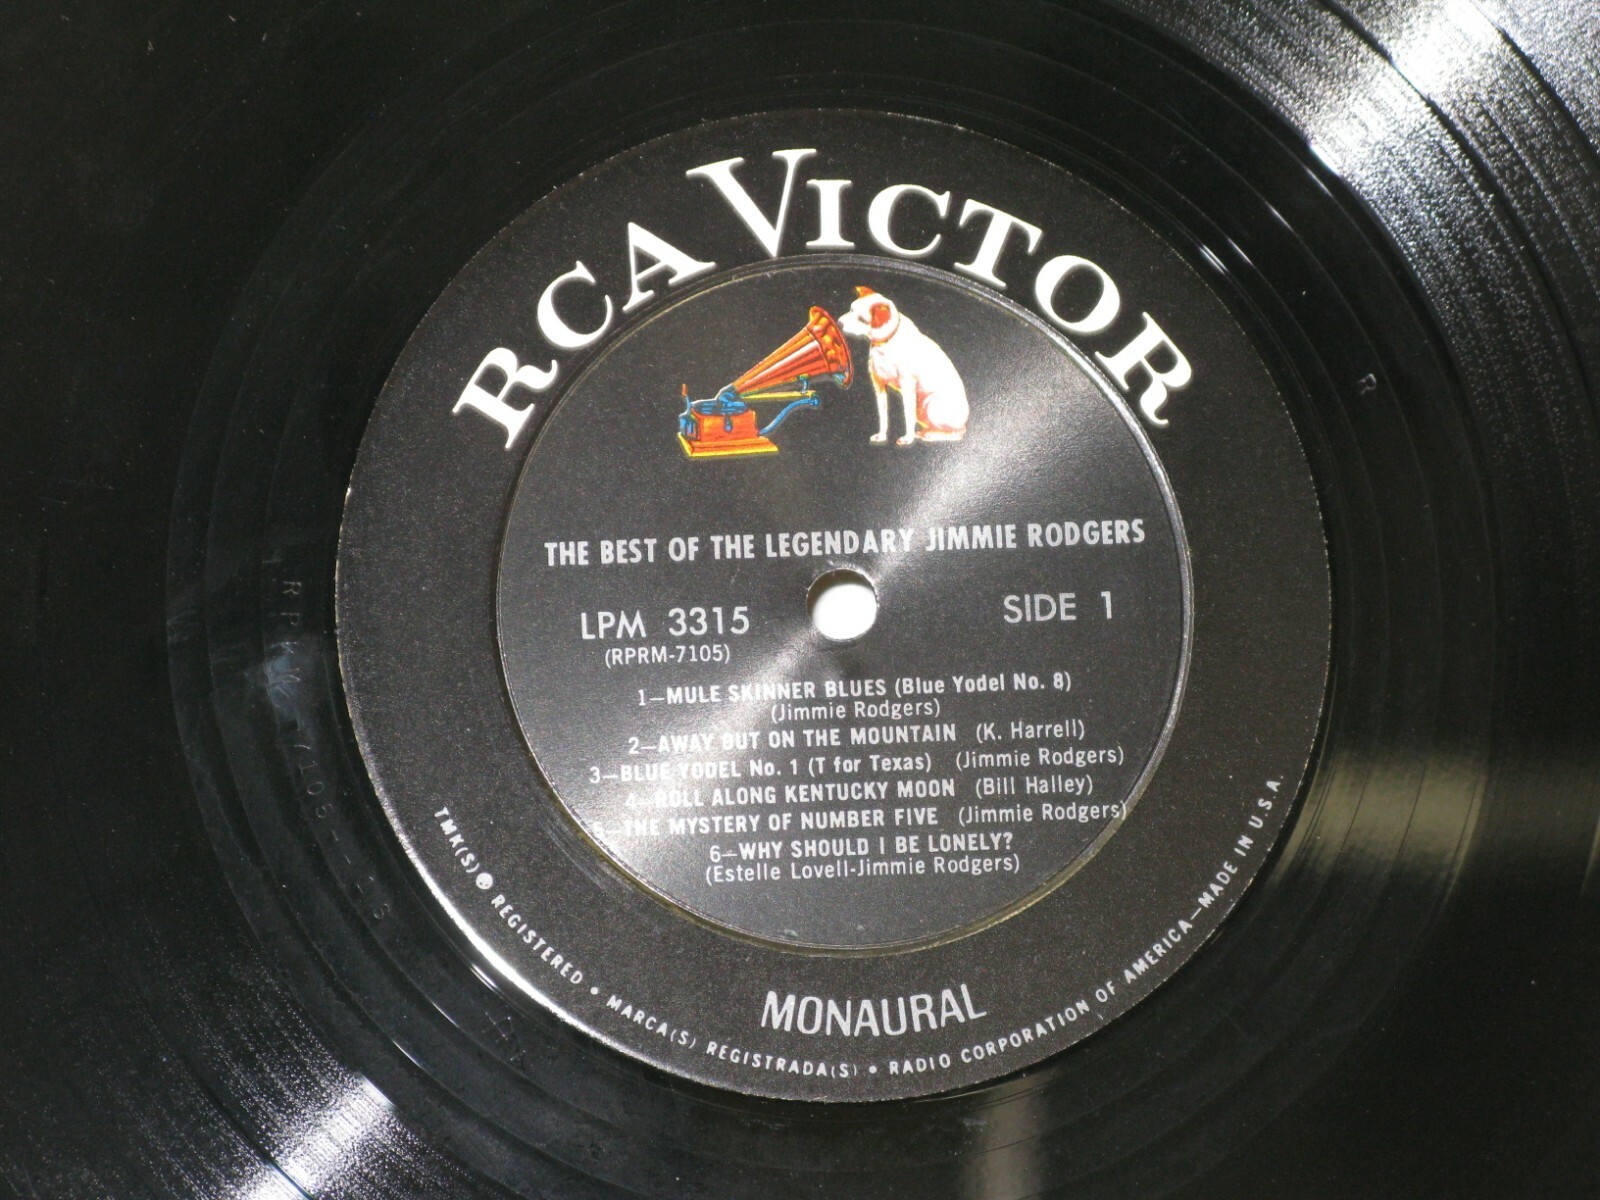 RCA VICTOR
THE BEST OF THE LEGENDARY JIMMIE RODGERS
LPM 3315
SIDE 1
(RPRM-7105)
1—MULE SKINNER BLUES (Blue Yodel No. 8)
(Jimmie Rodgers)
2—AWAY OUT ON THE MOUNTAIN (K. Harrell)
3—BLUE YODEL No. 1 (T for Texas) (Jimmie Rodgers)
4—ROLL ALONG KENTUCKY MOON (Bill Halley)
5—THE MYSTERY OF NUMBER FIVE (Jimmie Rodgers)
6—WHY SHOULD I BE LONELY?
(Estelle Lovell-Jimmie Rodgers)
MONAURAL
TMK(S) ® REGISTERED • MARCA(S) REGISTRADA(S) • RADIO CORPORATION OF AMERICA—MADE IN U.S.A.
R